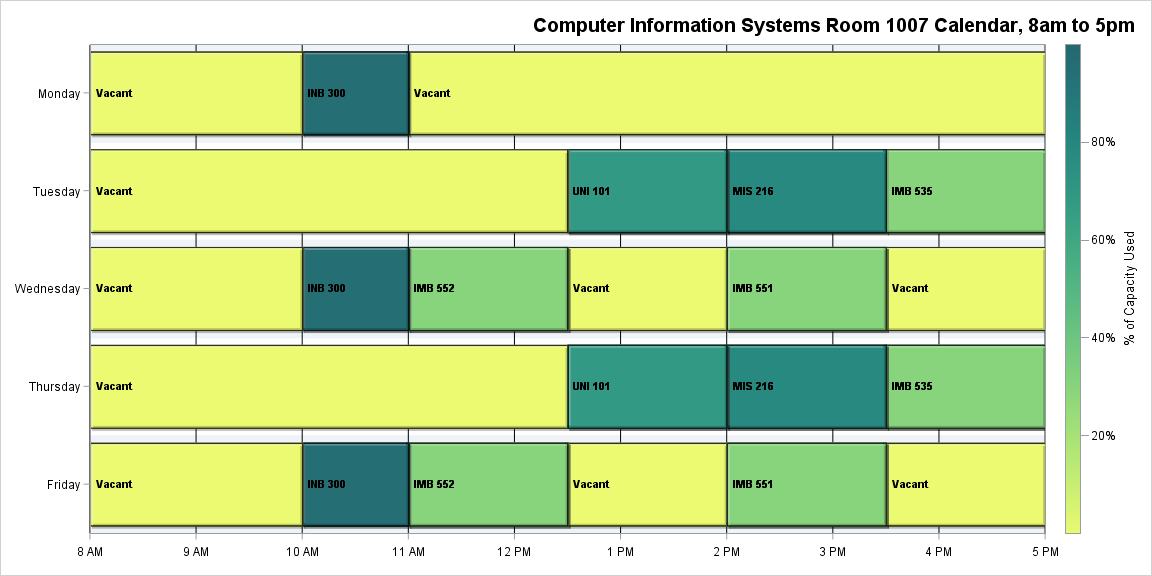 Computer Information Systems Room 1007 Calendar, 8am to 5pm
Monday
Vacant
INB 300
Vacant
Tuesday
Vacant
UNI 101
MIS 216
IMB 535
Wednesday
Vacant
INB 300
IMB 552
Vacant
IMB 551
Vacant
Thursday
Vacant
UNI 101
MIS 216
IMB 535
Friday
Vacant
INB 300
IMB 552
Vacant
IMB 551
Vacant
8 AM
9 AM
10 AM
11 AM
12 PM
1 PM
2 PM
3 PM
4 PM
5 PM
80%
60%
40%
20%
% of Capacity Used